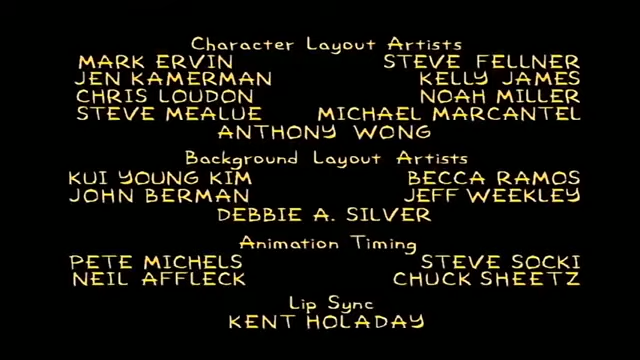 Character Layout Artists
MARK ERVIN STEVE FELLNER
JEN KAMERMAN KELLY JAMES
CHRIS LOUDON NOAH MILLER
STEVE MEALUE MICHAEL MARCANTEL
ANTHONY WONG
Background Layout Artists
KUI YOUNG KIM BECCA RAMOS
JOHN BERMAN JEFF WEEKLEY
DEBBIE A. SILVER
Animation Timing
PETE MICHELS STEVE SOCKI
NEIL AFFLECK CHUCK SHEETZ
Lip Sync
KENT HOLADAY